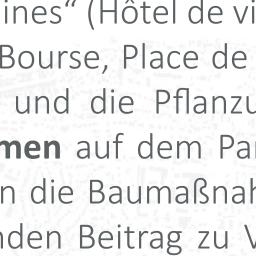 ines“ (Hôtel de vi
Bourse, Place de
und die Pflanzu
men auf dem Par
n die Baumaßnah
nden Beitrag zu V